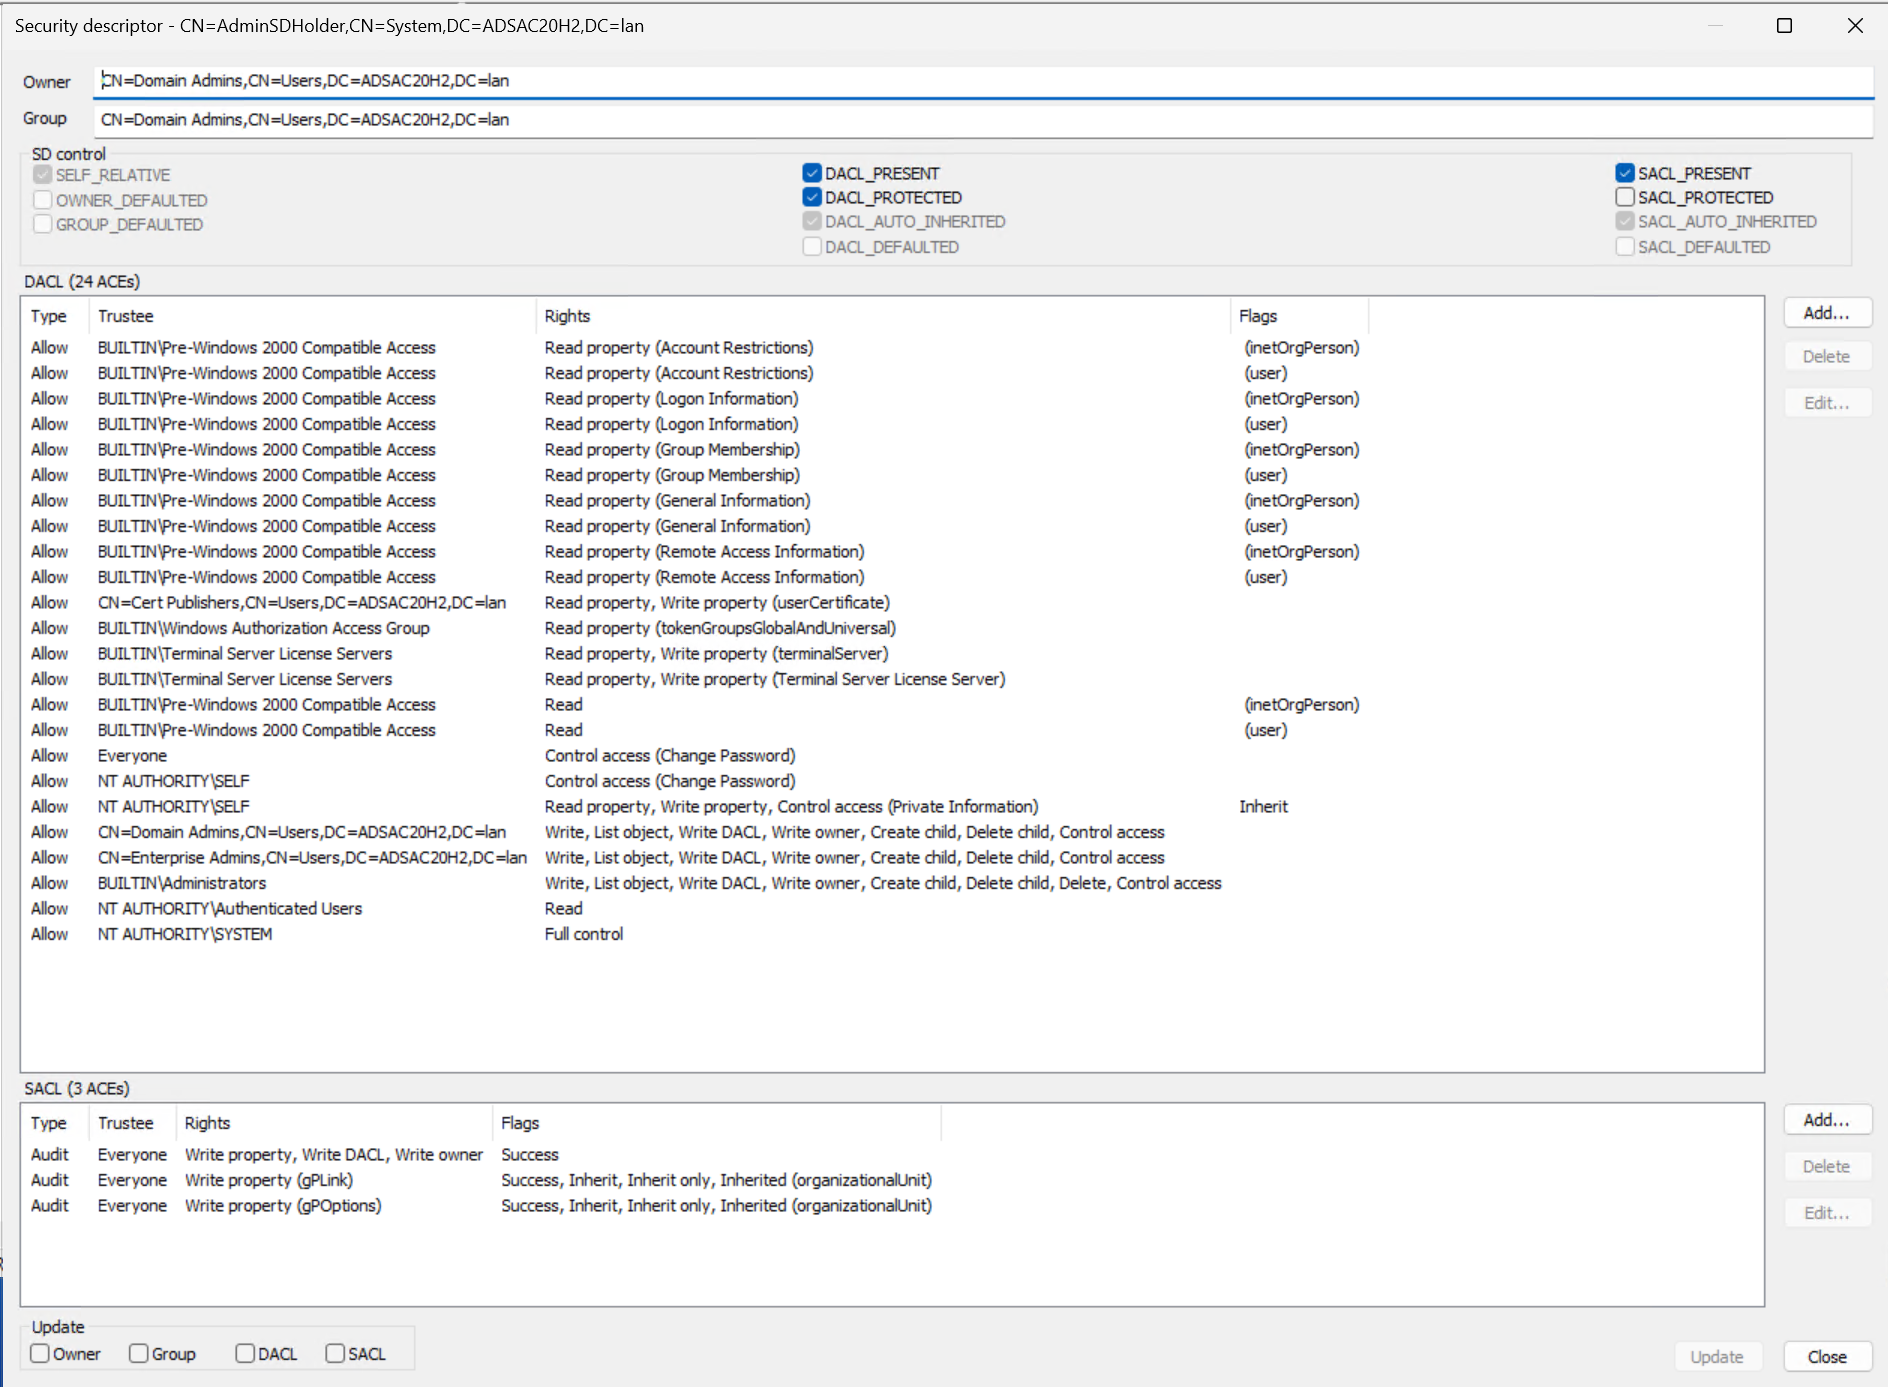 Security descriptor - CN=AdminSDHolder,CN=System,DC=ADSAC20H2,DC=lan
Owner CN=Domain Admins,CN=Users,DC=ADSAC20H2,DC=lan
Group CN=Domain Admins,CN=Users,DC=ADSAC20H2,DC=lan
SD control
SELF_RELATIVE DACL_PRESENT SACL_PRESENT
OWNER_DEFAULTED DACL_PROTECTED SACL_PROTECTED
GROUP_DEFAULTED DACL_AUTO_INHERITED SACL_AUTO_INHERITED
DACL_DEFAULTED SACL_DEFAULTED
DACL (24 ACEs)
Type Trustee Rights Flags Add...
Allow BUILTIN\Pre-Windows 2000 Compatible Access Read property (Account Restrictions) (inetOrgPerson) Delete
Allow BUILTIN\Pre-Windows 2000 Compatible Access Read property (Account Restrictions) (user)
Allow BUILTIN\Pre-Windows 2000 Compatible Access Read property (Logon Information) (inetOrgPerson) Edit...
Allow BUILTIN\Pre-Windows 2000 Compatible Access Read property (Logon Information) (user)
Allow BUILTIN\Pre-Windows 2000 Compatible Access Read property (Group Membership) (inetOrgPerson)
Allow BUILTIN\Pre-Windows 2000 Compatible Access Read property (Group Membership) (user)
Allow BUILTIN\Pre-Windows 2000 Compatible Access Read property (General Information) (inetOrgPerson)
Allow BUILTIN\Pre-Windows 2000 Compatible Access Read property (General Information) (user)
Allow BUILTIN\Pre-Windows 2000 Compatible Access Read property (Remote Access Information) (inetOrgPerson)
Allow BUILTIN\Pre-Windows 2000 Compatible Access Read property (Remote Access Information) (user)
Allow CN=Cert Publishers,CN=Users,DC=ADSAC20H2,DC=lan Read property, Write property (userCertificate)
Allow BUILTIN\Windows Authorization Access Group Read property (tokenGroupsGlobalAndUniversal)
Allow BUILTIN\Terminal Server License Servers Read property, Write property (terminalServer)
Allow BUILTIN\Terminal Server License Servers Read property, Write property (Terminal Server License Server)
Allow BUILTIN\Pre-Windows 2000 Compatible Access Read (inetOrgPerson)
Allow BUILTIN\Pre-Windows 2000 Compatible Access Read (user)
Allow Everyone Control access (Change Password)
Allow NT AUTHORITY\SELF Control access (Change Password)
Allow NT AUTHORITY\SELF Read property, Write property, Control access (Private Information) Inherit
Allow CN=Domain Admins,CN=Users,DC=ADSAC20H2,DC=lan Write, List object, Write DACL, Write owner, Create child, Delete child, Control access
Allow CN=Enterprise Admins,CN=Users,DC=ADSAC20H2,DC=lan Write, List object, Write DACL, Write owner, Create child, Delete child, Control access
Allow BUILTIN\Administrators Write, List object, Write DACL, Write owner, Create child, Delete child, Delete, Control access
Allow NT AUTHORITY\Authenticated Users Read
Allow NT AUTHORITY\SYSTEM Full control
SACL (3 ACEs)
Type Trustee Rights Flags Add...
Audit Everyone Write property, Write DACL, Write owner Success
Audit Everyone Write property (gPLink) Success, Inherit, Inherit only, Inherited (organizationalUnit) Delete
Audit Everyone Write property (gPOptions) Success, Inherit, Inherit only, Inherited (organizationalUnit) Edit...
Update
Owner Group DACL SACL Update Close